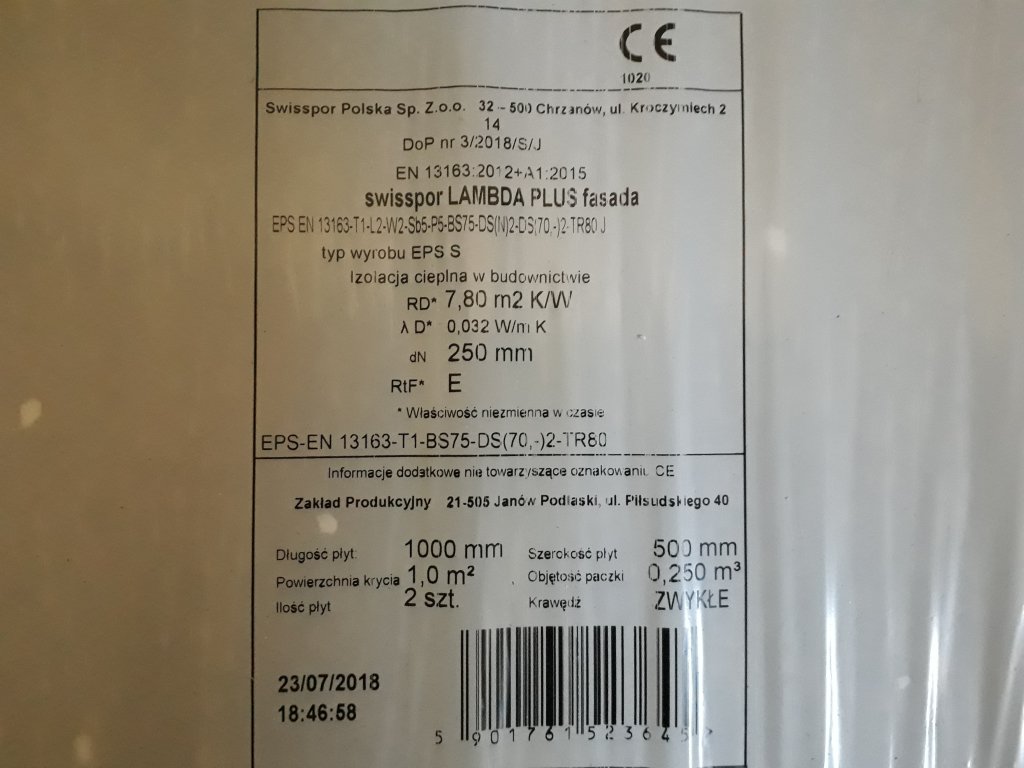 CE
1020
Swisspor Polska Sp. Z.o.o. 32 - 500 Chrzanów, ul. Kroczymiech 2
14
DoP nr 3/2018/S/J
EN 13163:2012+A1:2015
swisspor LAMBDA PLUS fasada
EPS EN 13163-T1-L2-W2-Sb5-P5-BS75-DS(N)2-DS(70,-)2-TR80 J
typ wyrobu EPS S
Izolacja cieplna w budownictwie
RD* 7,80 m2 K/W
λ D* 0,032 W/m K
dN 250 mm
RtF* E
* Właściwość niezmienna w czasie
EPS-EN 13163-T1-BS75-DS(70,-)2-TR80
Informacje dodatkowe nie towarzyszące oznakowaniu CE
Zakład Produkcyjny 21-505 Janów Podlaski, ul. Piłsudskiego 40
Długość płyt: 1000 mm Szerokość płyt 500 mm
Powierzchnia krycia 1,0 m² Objętość paczki 0,250 m³
Ilość płyt 2 szt. Krawędź ZWYKŁE
23/07/2018
18:46:58
5 901761 523645 >